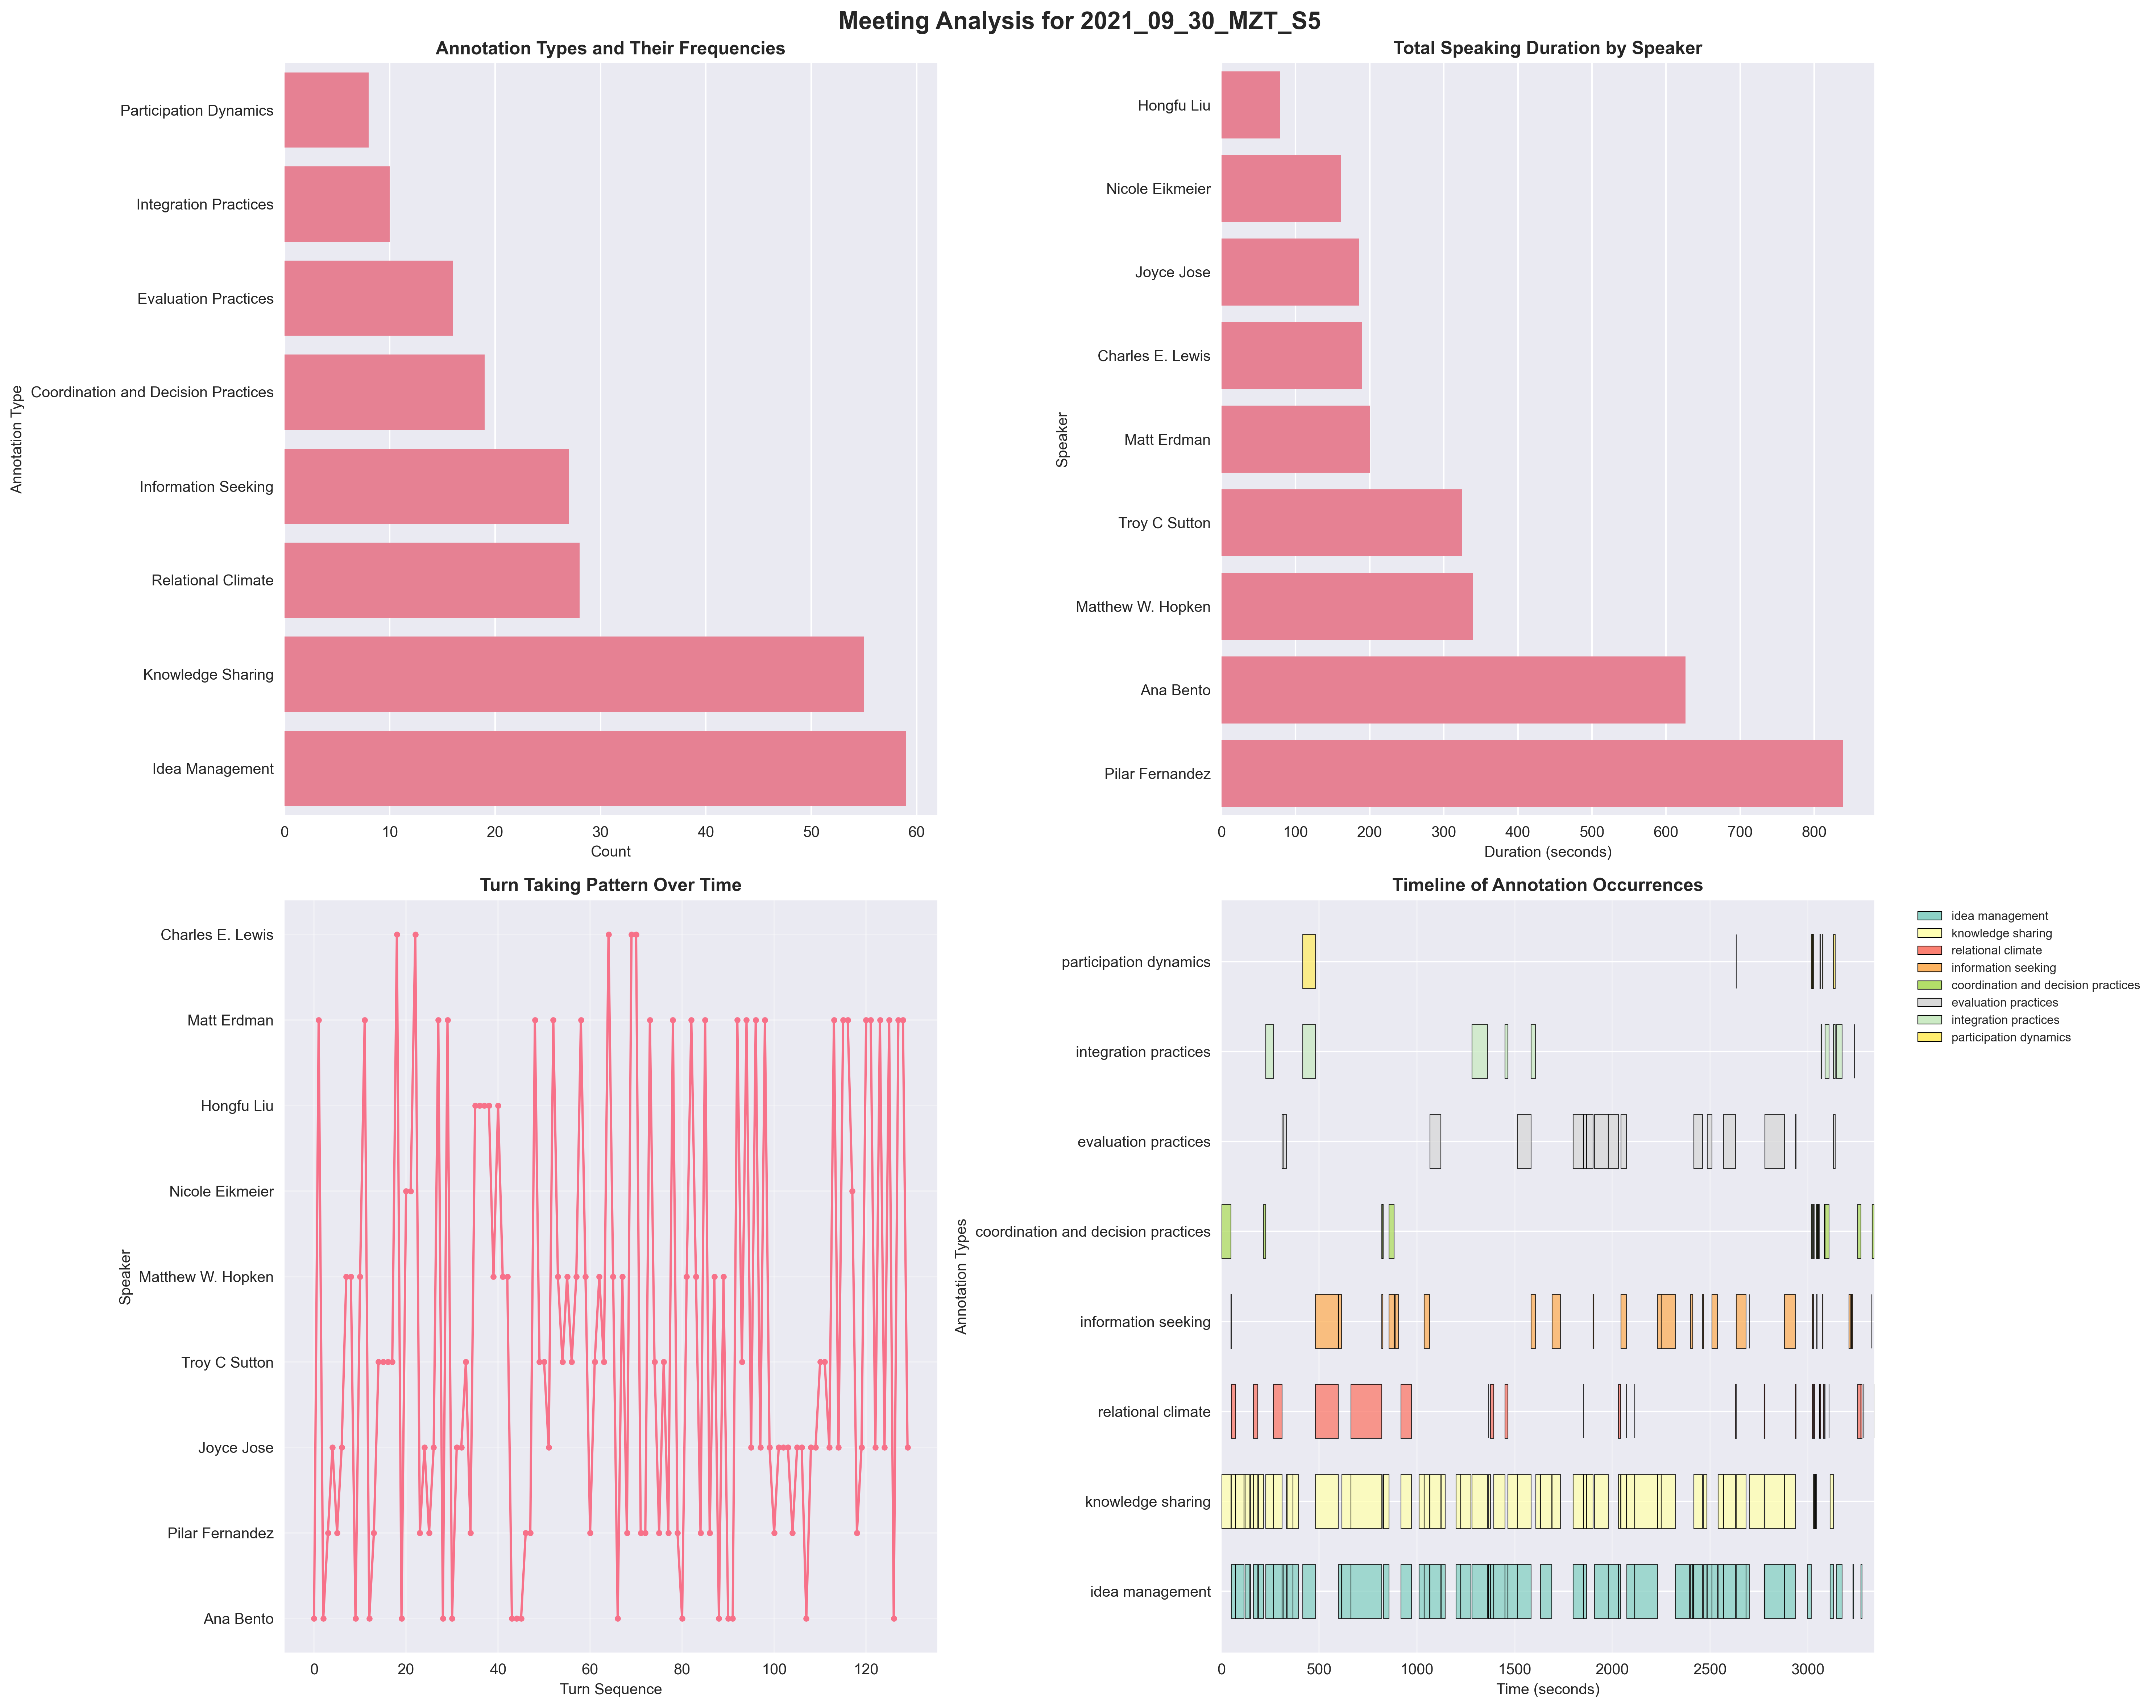 Meeting Analysis for 2021_09_30_MZT_S5
Annotation Types and Their Frequencies
Annotation Type
Participation Dynamics
Integration Practices
Evaluation Practices
Coordination and Decision Practices
Information Seeking
Relational Climate
Knowledge Sharing
Idea Management
0 10 20 30 40 50 60
Count
Total Speaking Duration by Speaker
Speaker
Hongfu Liu
Nicole Eikmeier
Joyce Jose
Charles E. Lewis
Matt Erdman
Troy C Sutton
Matthew W. Hopken
Ana Bento
Pilar Fernandez
0 100 200 300 400 500 600 700 800
Duration (seconds)
Turn Taking Pattern Over Time
Speaker
Charles E. Lewis
Matt Erdman
Hongfu Liu
Nicole Eikmeier
Matthew W. Hopken
Troy C Sutton
Joyce Jose
Pilar Fernandez
Ana Bento
0 20 40 60 80 100 120
Turn Sequence
Timeline of Annotation Occurrences
Annotation Types
participation dynamics
integration practices
evaluation practices
coordination and decision practices
information seeking
relational climate
knowledge sharing
idea management
0 500 1000 1500 2000 2500 3000
Time (seconds)
idea management
knowledge sharing
relational climate
information seeking
coordination and decision practices
evaluation practices
integration practices
participation dynamics